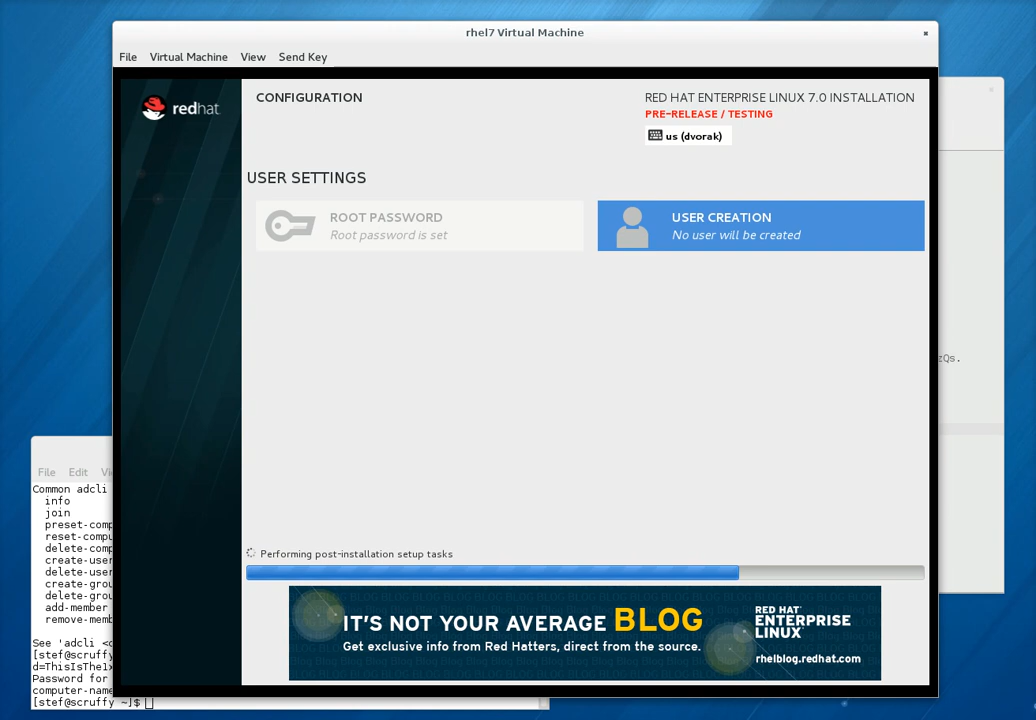 rhel7 Virtual Machine
File Virtual Machine View Send Key
redhat.
CONFIGURATION
RED HAT ENTERPRISE LINUX 7.0 INSTALLATION
PRE-RELEASE / TESTING
us (dvorak)
USER SETTINGS
ROOT PASSWORD
Root password is set
USER CREATION
No user will be created
Performing post-installation setup tasks
IT'S NOT YOUR AVERAGE BLOG
Get exclusive info from Red Hatters, direct from the source.
RED HAT
ENTERPRISE
LINUX
rhelblog.redhat.com
zQs.
File Edit Vi
Common adcli
info
join
preset-comp
reset-compu
delete-comp
create-user
delete-user
create-grou
delete-grou
add-member
remove-memb
See 'adcli <c
[stef@scruffy
d=ThisIsThe1x
Password for
computer-name
[stef@scruffy ~]$